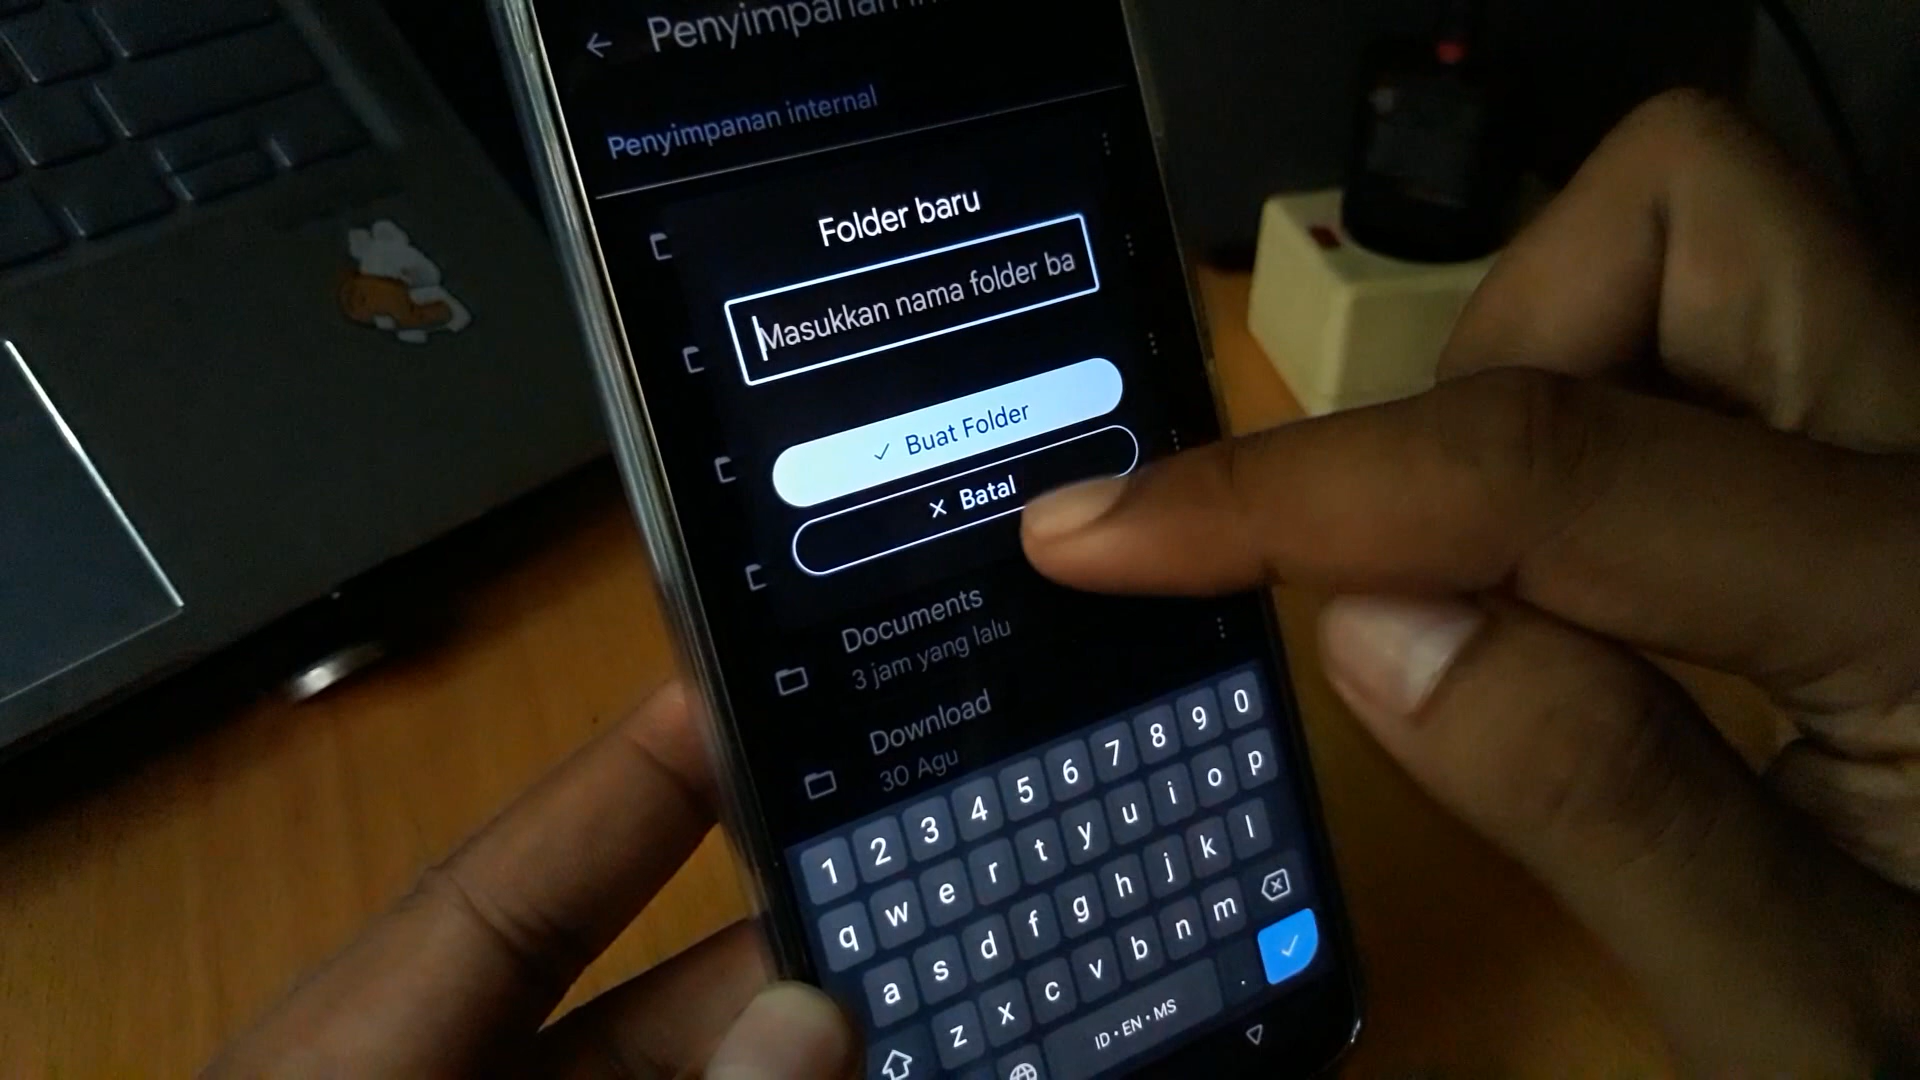 Penyimpanan
Penyimpanan internal
Folder baru
Masukkan nama folder ba
✓ Buat Folder
× Batal
Documents
3 jam yang lalu
Download
30 Agu
1 2 3 4 5 6 7 8 9 0
q w e r t y u i o p
a s d f g h j k l
z x c v b n m
ID • EN • MS .